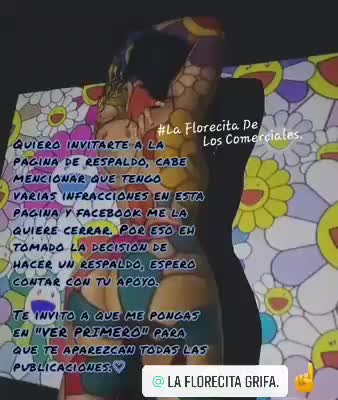 #La Florecita De
Los Comerciales.
Quiero invitarte a la
pagina de respaldo, cabe
mencionar que tengo
varias infracciones en esta
pagina y facebook me la
quiere cerrar. Por eso eh
tomado la decision de
hacer un respaldo, espero
contar con tu apoyo.
Te invito a que me pongas
en "VER PRIMERO" para
que te aparezcan todas las
publicaciones.♡
@ LA FLORECITA GRIFA. ☝